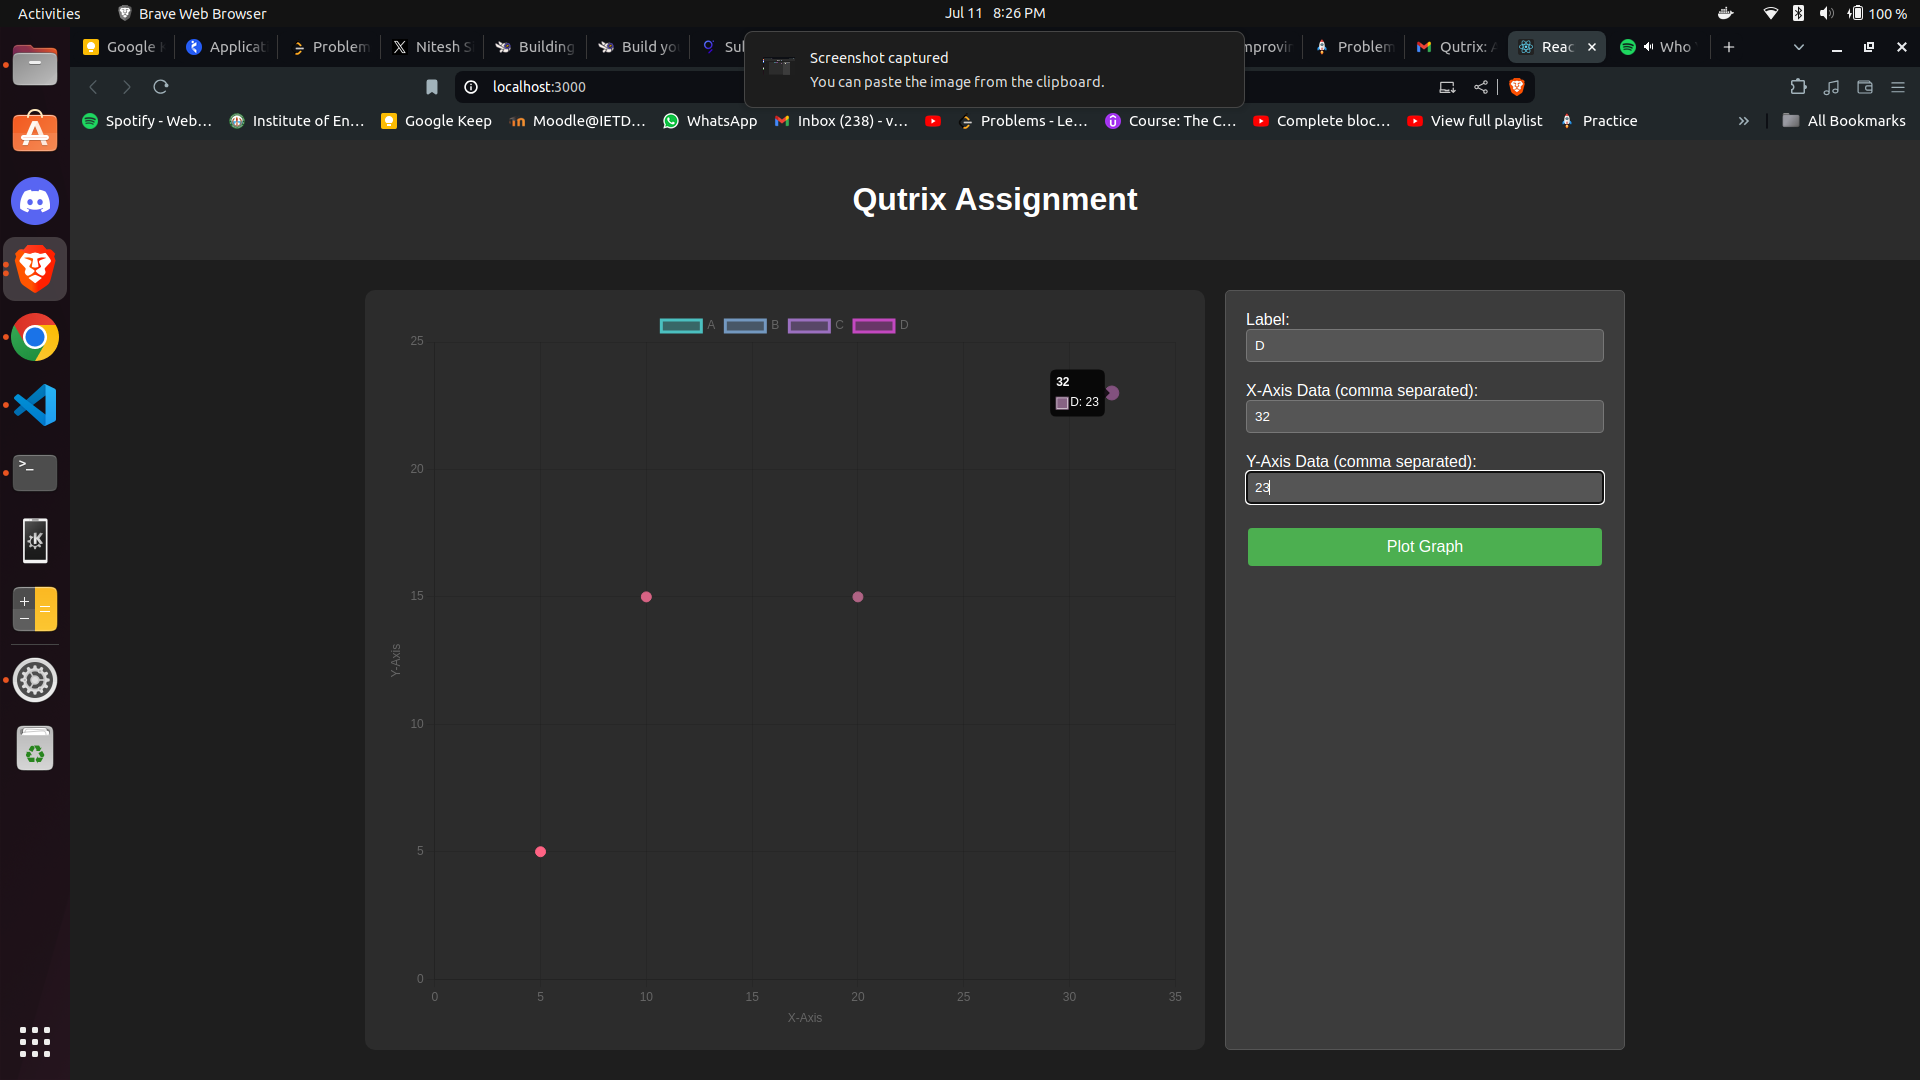 Activities
Brave Web Browser
Jul 11 8:26 PM
100 %
Google
Applicat
Problem
Nitesh S
Building
Build yo
Sul
Screenshot captured
You can paste the image from the clipboard.
mprovin
Problem
Qutrix: A
Reac
Who
localhost:3000
Spotify - Web...
Institute of En...
Google Keep
Moodle@IETD...
WhatsApp
Inbox (238) - v...
Problems - Le...
Course: The C...
Complete bloc...
View full playlist
Practice
All Bookmarks
Qutrix Assignment
A
B
C
D
25
20
15
10
5
0
Y-Axis
32
D: 23
0
5
10
15
20
25
30
35
X-Axis
Label:
D
X-Axis Data (comma separated):
32
Y-Axis Data (comma separated):
23
Plot Graph